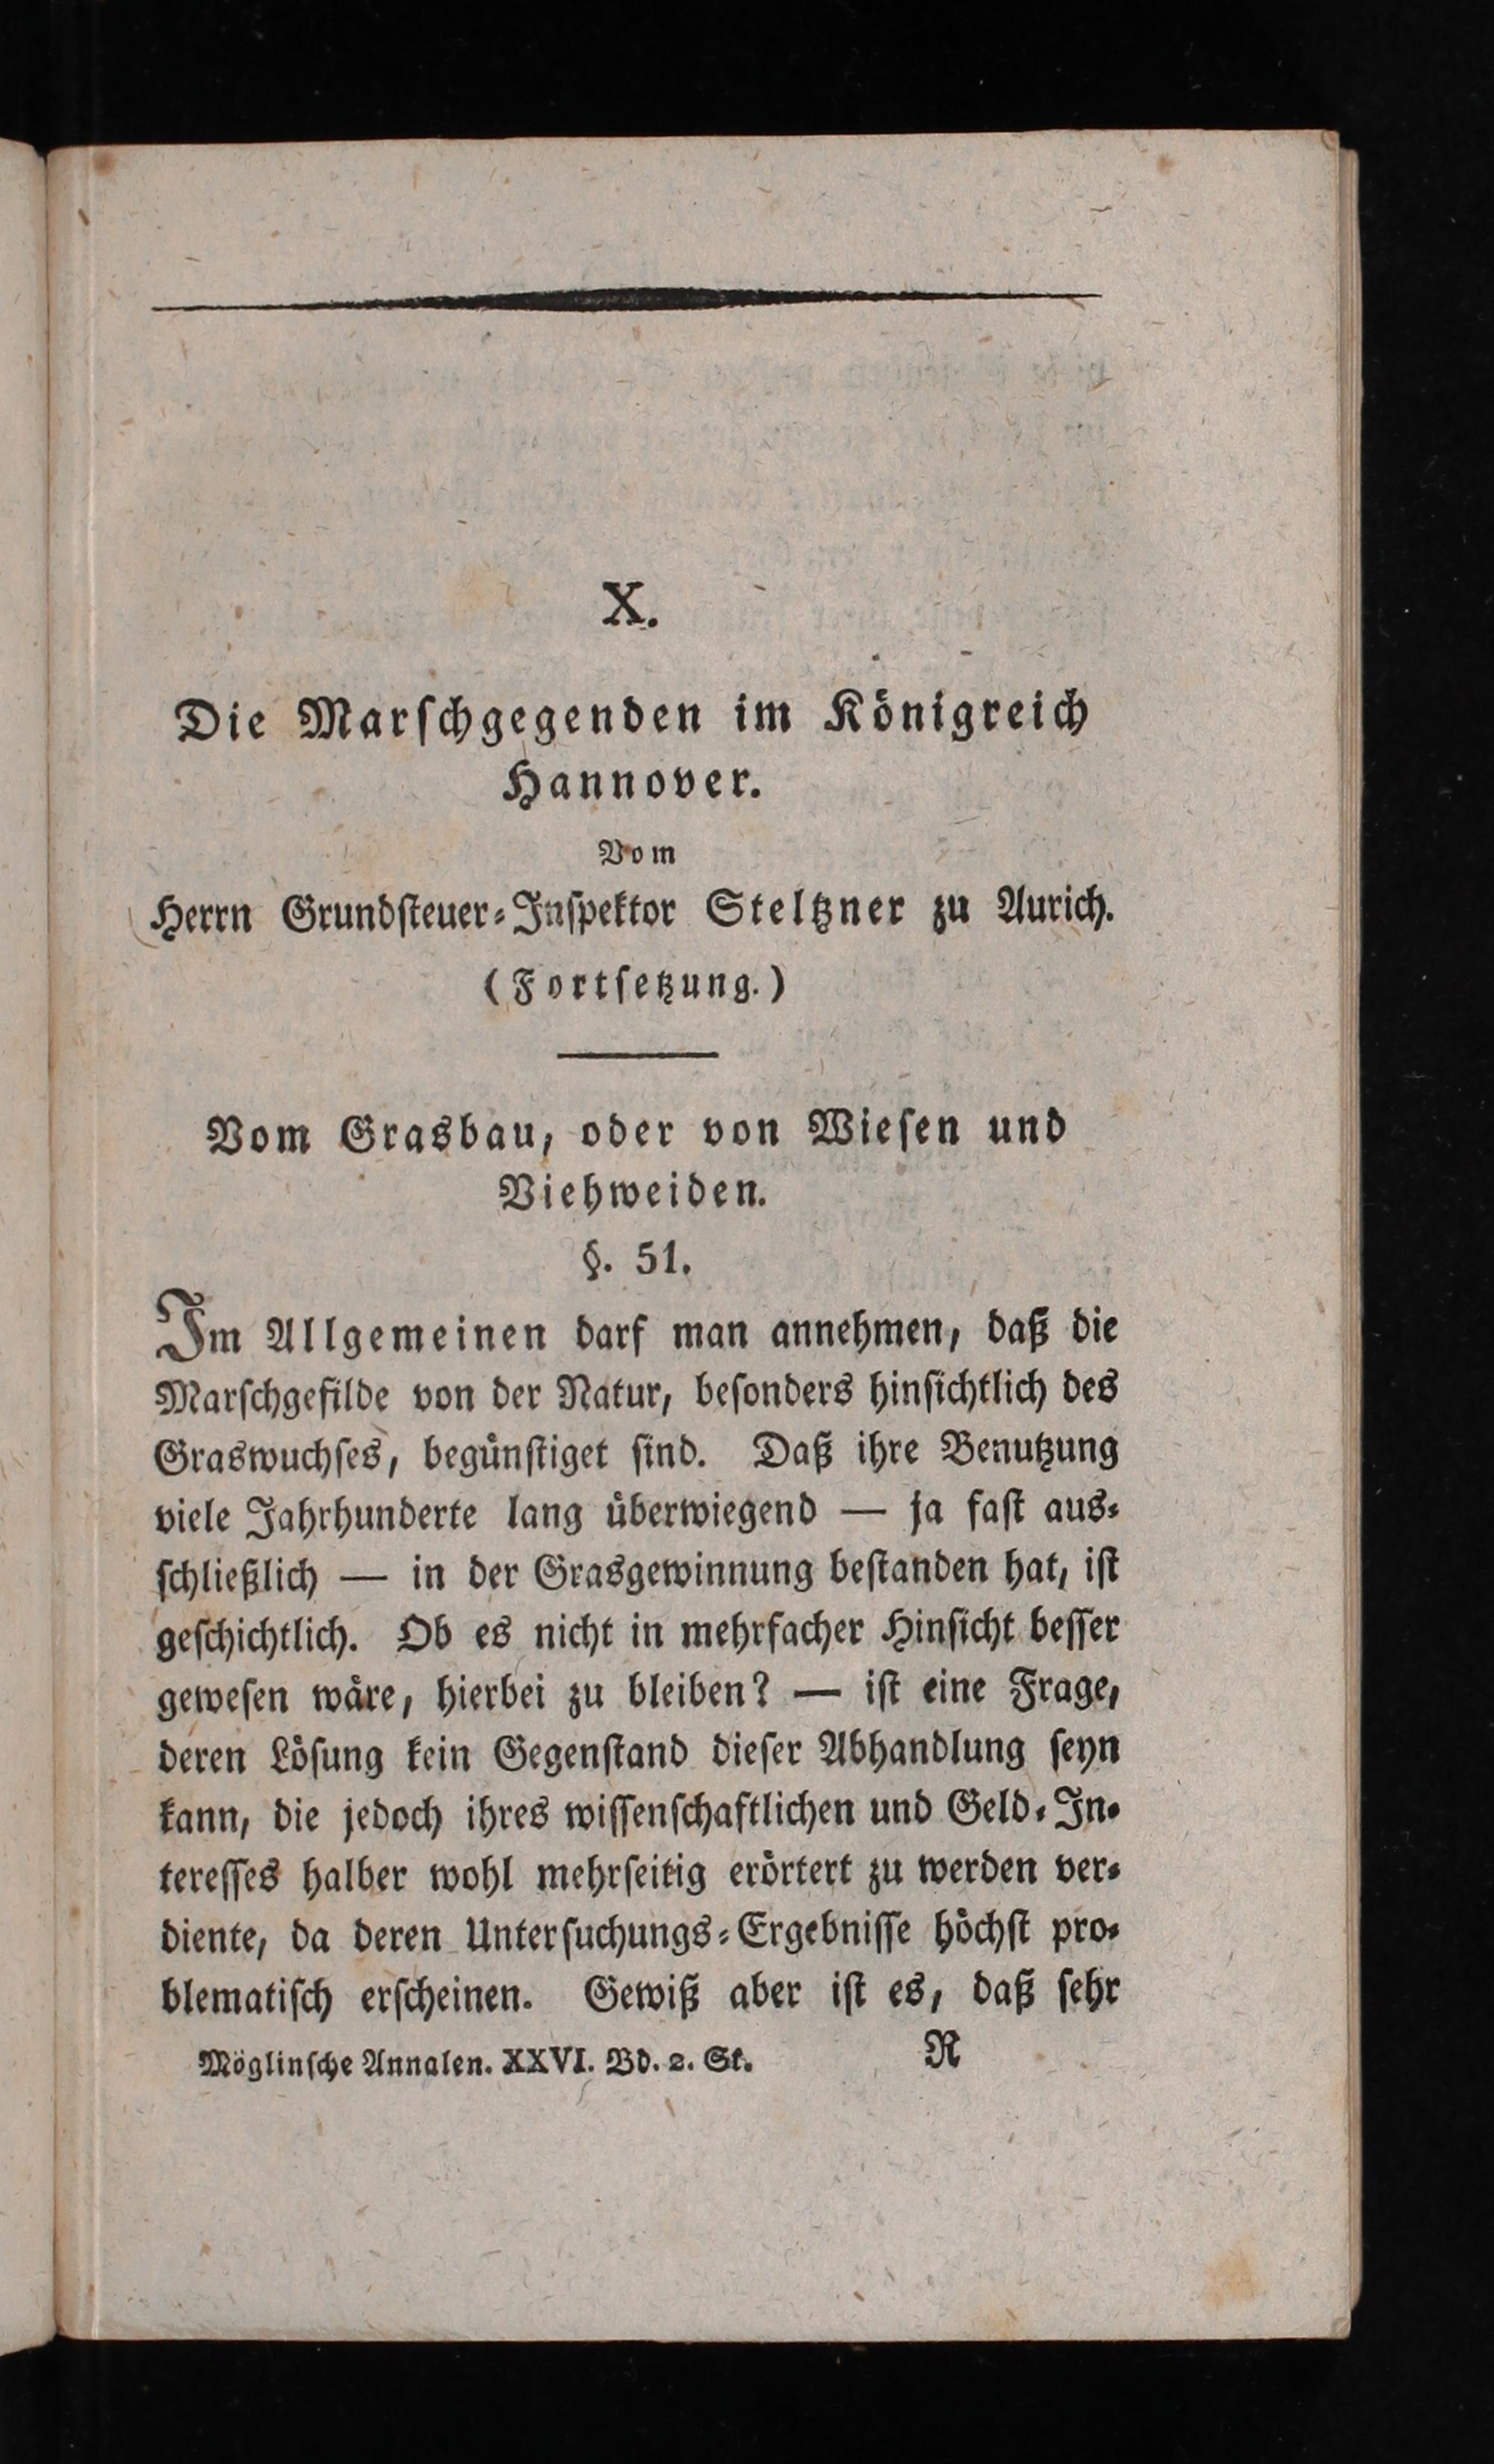 X.
Die Marſchgegenden im Königreich
Hannover.
Vom
Herrn Grundſteuer-Inſpektor Steltzner zu Aurich.
(Fortſetzung.)
Vom Grasbau, oder von Wieſen und
Viehweiden.
§. 51.
Im Allgemeinen darf man annehmen, daß die
Marſchgefilde von der Natur, beſonders hinſichtlich des
Graswuchſes, begünſtiget ſind. Daß ihre Benutzung
viele Jahrhunderte lang überwiegend — ja faſt aus-
ſchließlich — in der Grasgewinnung beſtanden hat, iſt
geſchichtlich. Ob es nicht in mehrfacher Hinſicht beſſer
geweſen wäre, hierbei zu bleiben? — iſt eine Frage,
deren Löſung kein Gegenſtand dieſer Abhandlung ſeyn
kann, die jedoch ihres wiſſenſchaftlichen und Geld-In-
tereſſes halber wohl mehrſeitig erörtert zu werden ver-
diente, da deren Unterſuchungs-Ergebniſſe höchſt pro-
blematiſch erſcheinen. Gewiß aber iſt es, daß ſehr
Möglinſche Annalen. XXVI. Bd. 2. St. R